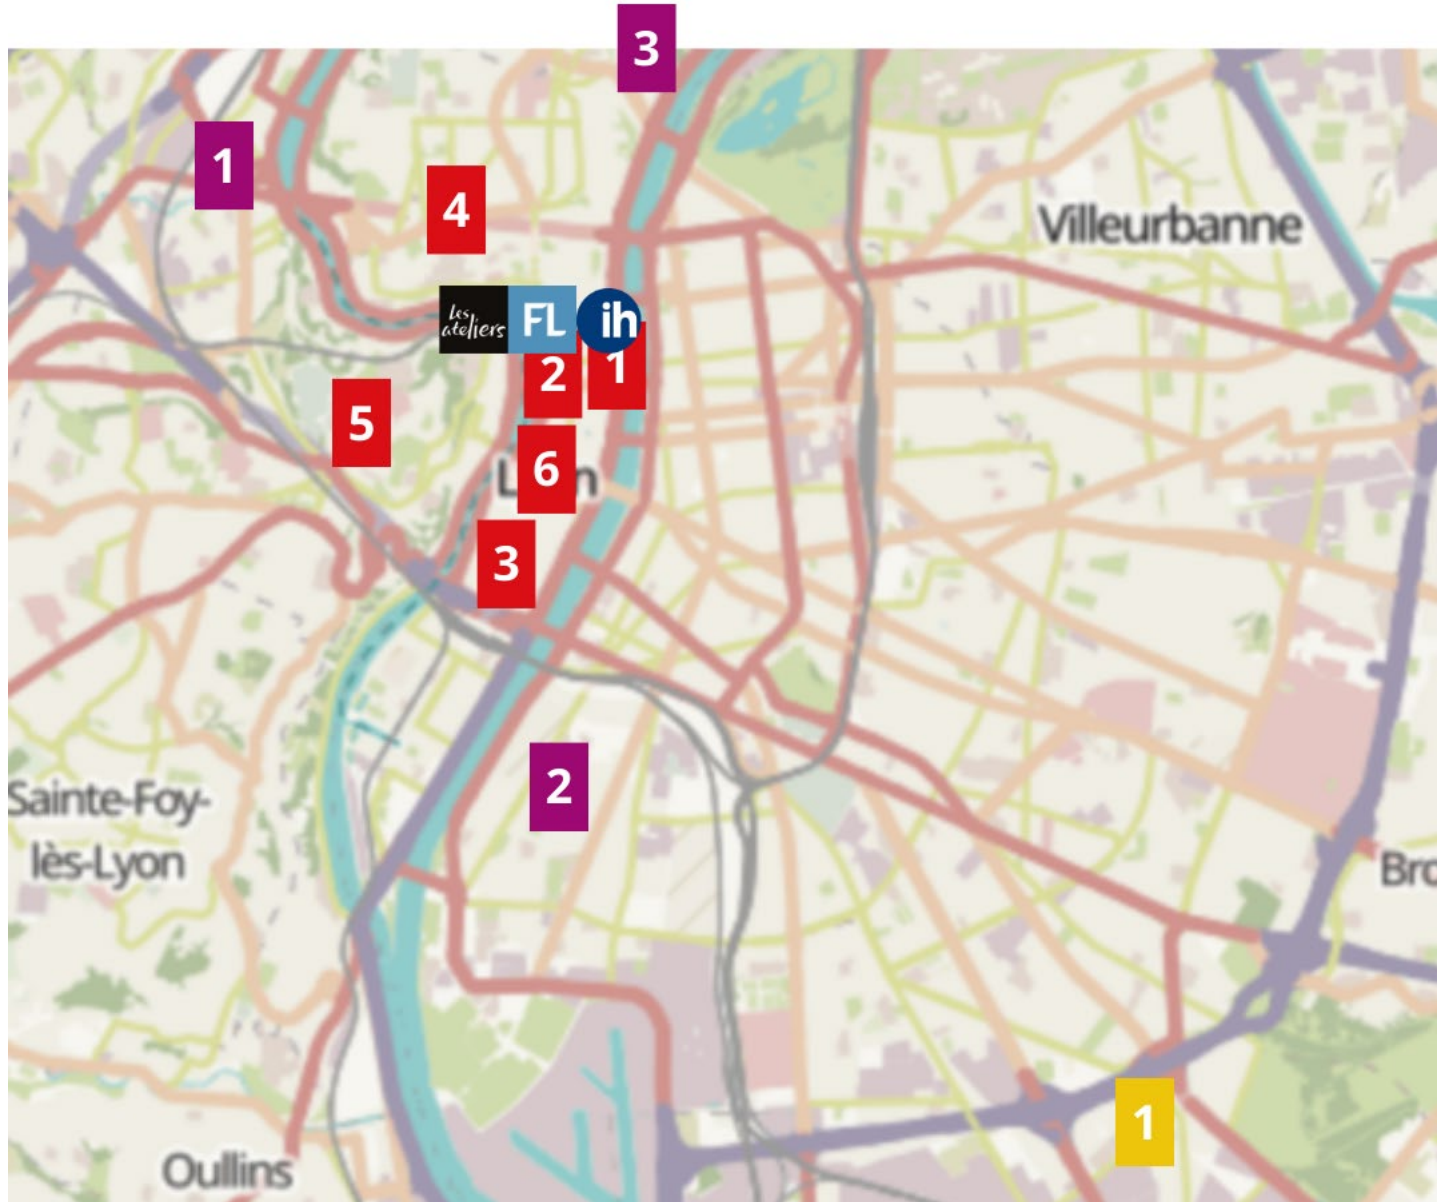 3
1
4
Villeurbanne
les
ateliers
FL
ih
2
1
5
6
L n
3
2
Sainte-Foy-
lès-Lyon
Bro
1
Oullins